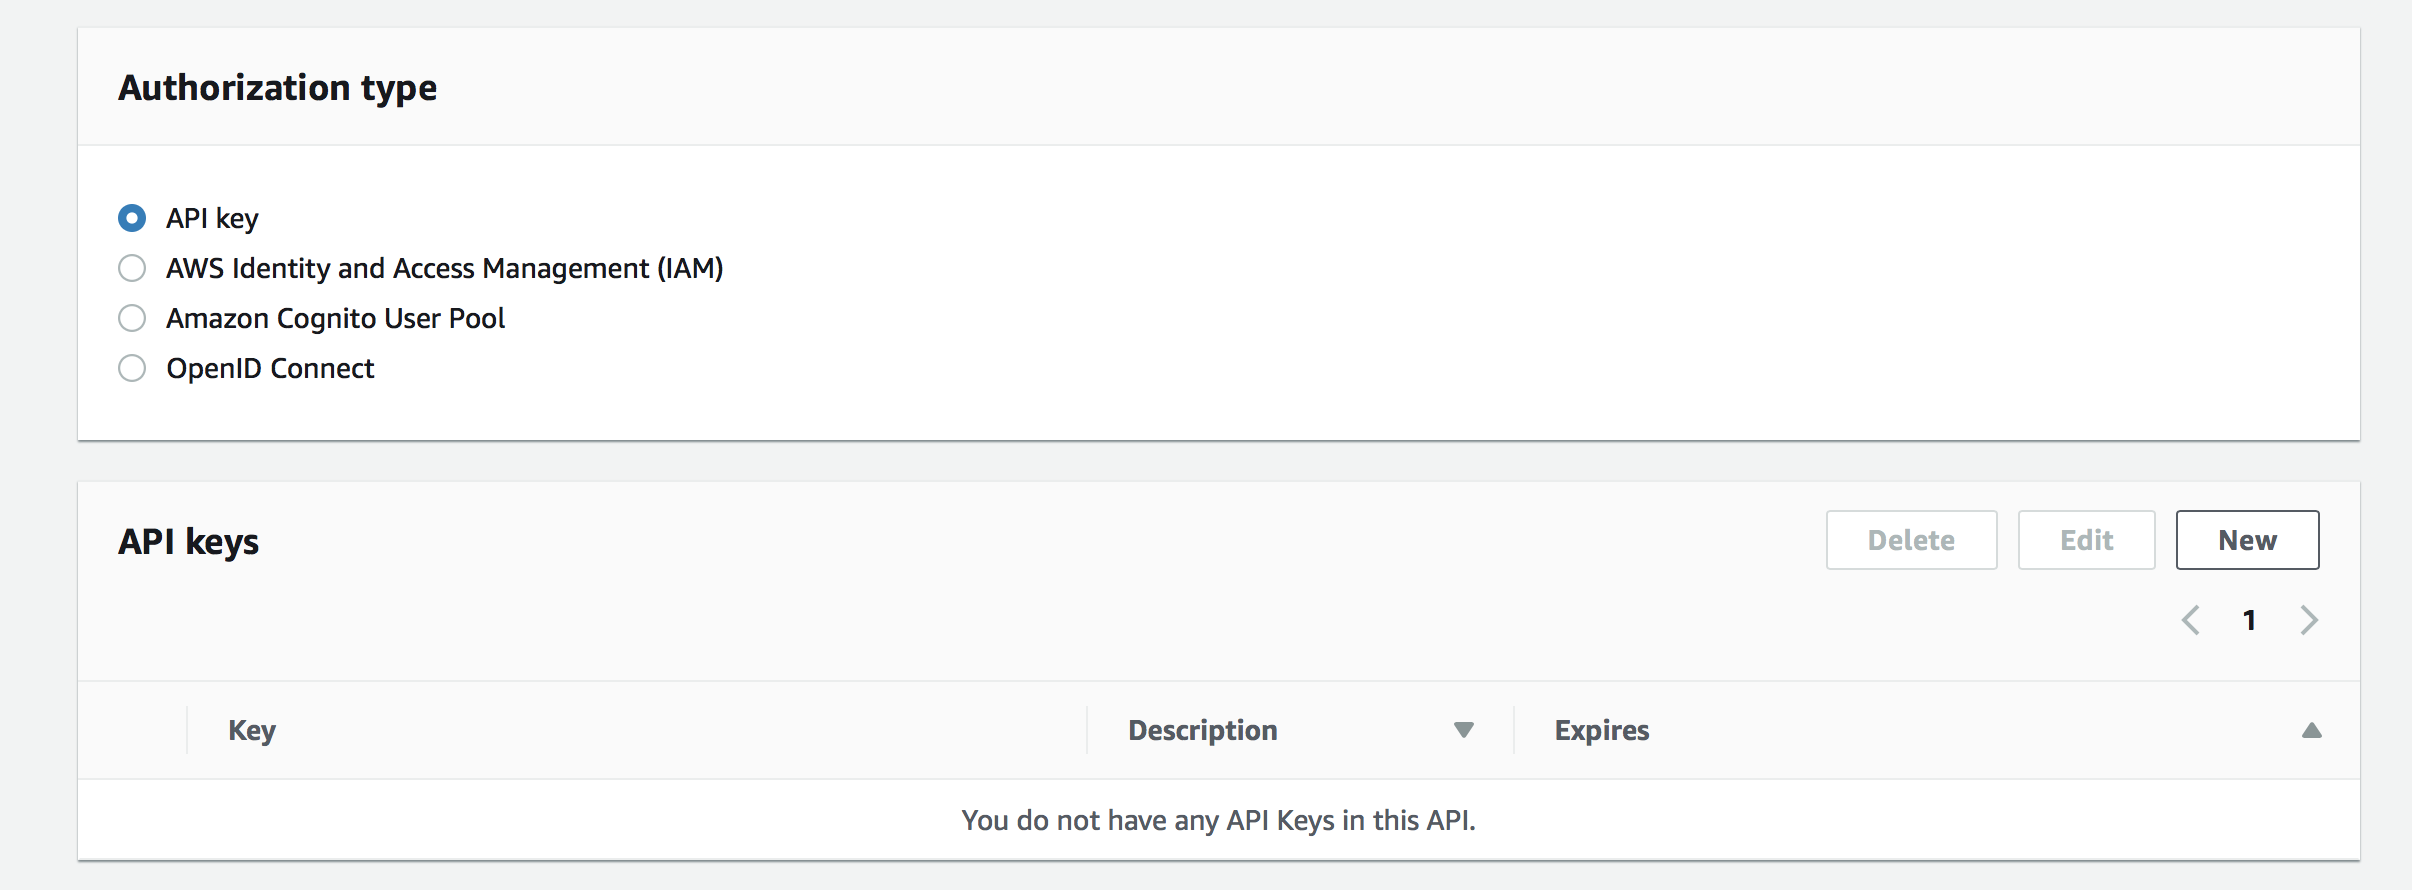 Authorization type
API key
AWS Identity and Access Management (IAM)
Amazon Cognito User Pool
OpenID Connect
API keys
Delete Edit New
1
Key Description Expires
You do not have any API Keys in this API.